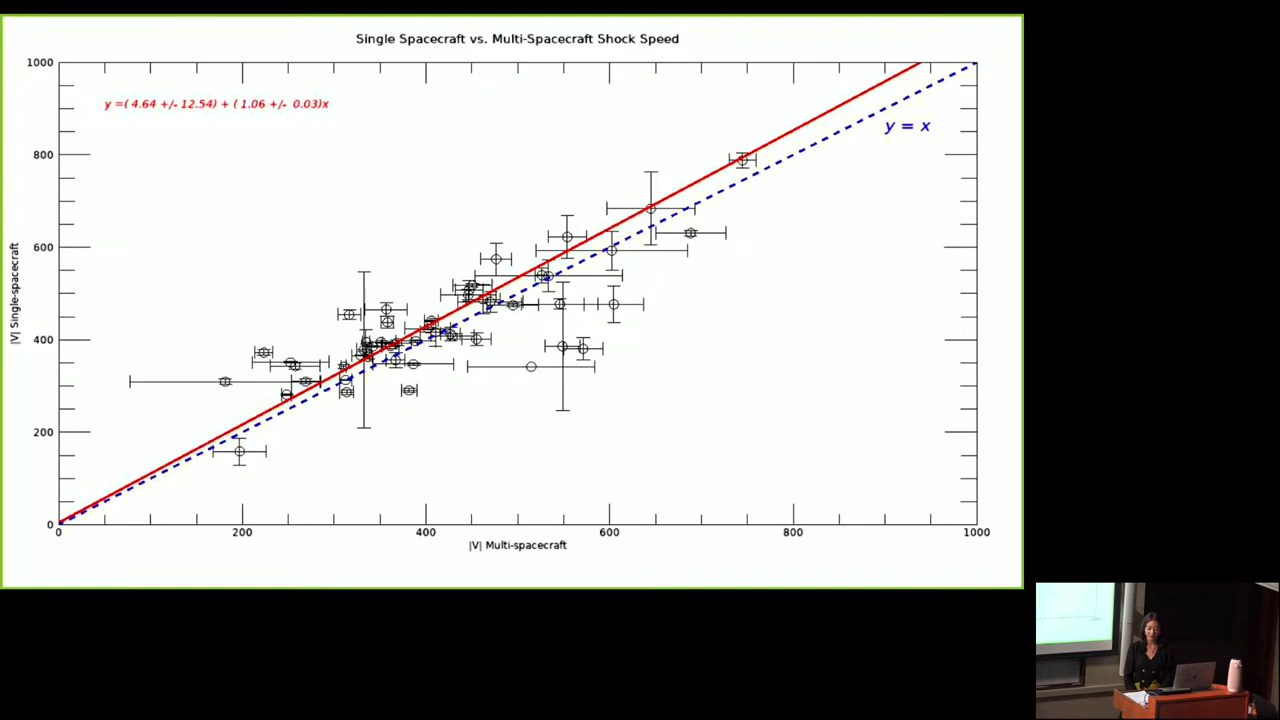 Single Spacecraft vs. Multi-Spacecraft Shock Speed
1000
y =( 4.64 +/- 12.54) + ( 1.06 +/- 0.03)x
y = x
800
600
|V| Single-spacecraft
400
200
0
0 200 400 600 800 1000
|V| Multi-spacecraft